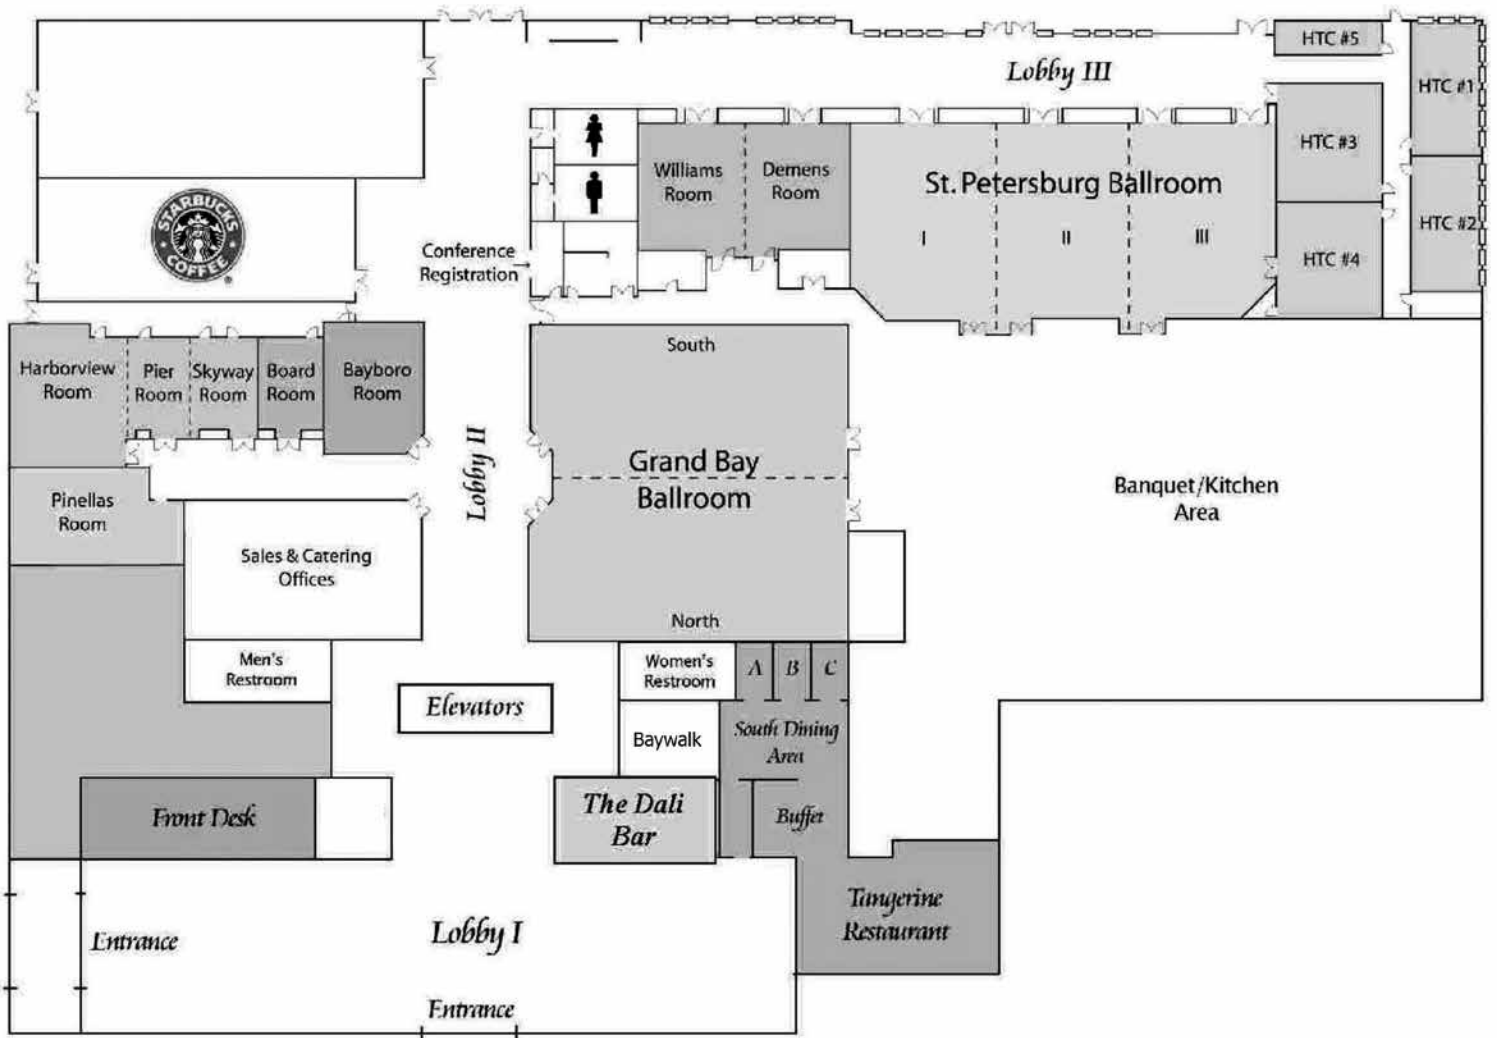 Lobby III
HTC #5
HTC #1
HTC #3
HTC #2
HTC #4
Williams
Room
Demens
Room
St. Petersburg Ballroom
I
II
III
STARBUCKS
COFFEE
®
Conference
Registration
Harborview
Room
Pier
Room
Skyway
Room
Board
Room
Bayboro
Room
South
Lobby II
Grand Bay
Ballroom
North
Banquet/Kitchen
Area
Pinellas
Room
Sales & Catering
Offices
Men's
Restroom
Women's
Restroom
A
B
C
Elevators
Baywalk
South Dining
Area
Front Desk
The Dali
Bar
Buffet
Tangerine
Restaurant
Lobby I
Entrance
Entrance